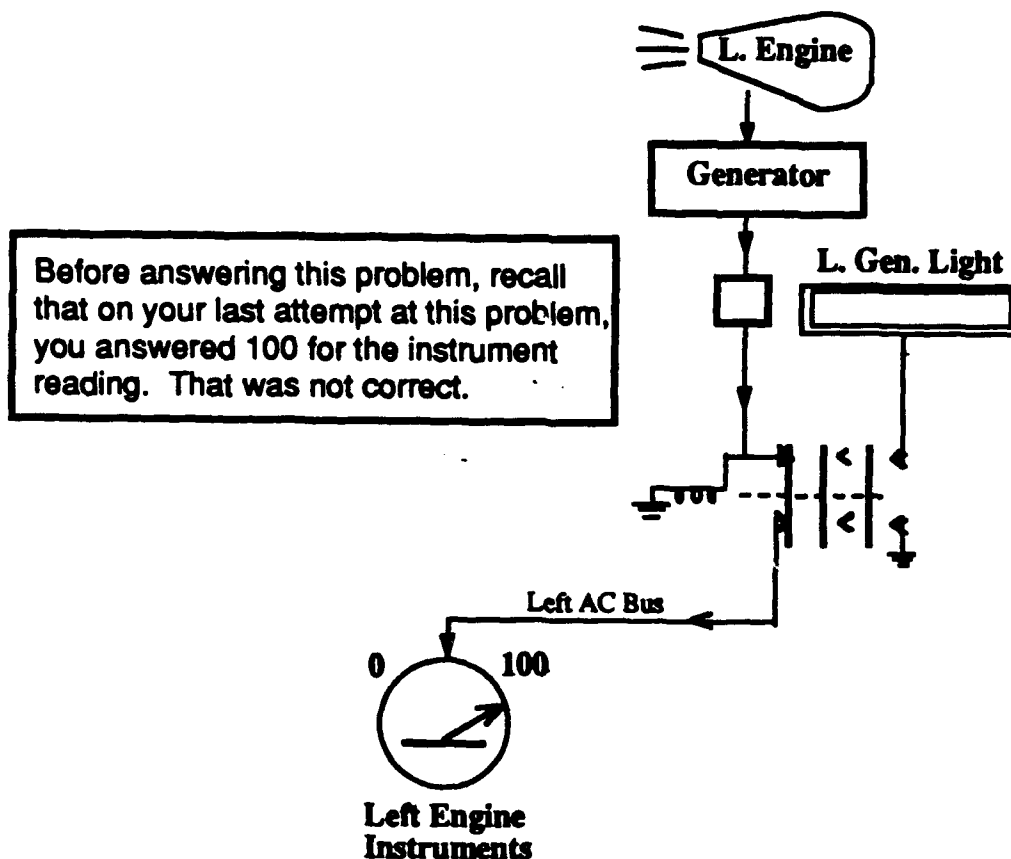 L. Engine
Generator
L. Gen. Light
Before answering this problem, recall
that on your last attempt at this problem,
you answered 100 for the instrument
reading. That was not correct.
Left AC Bus
0
100
Left Engine
Instruments